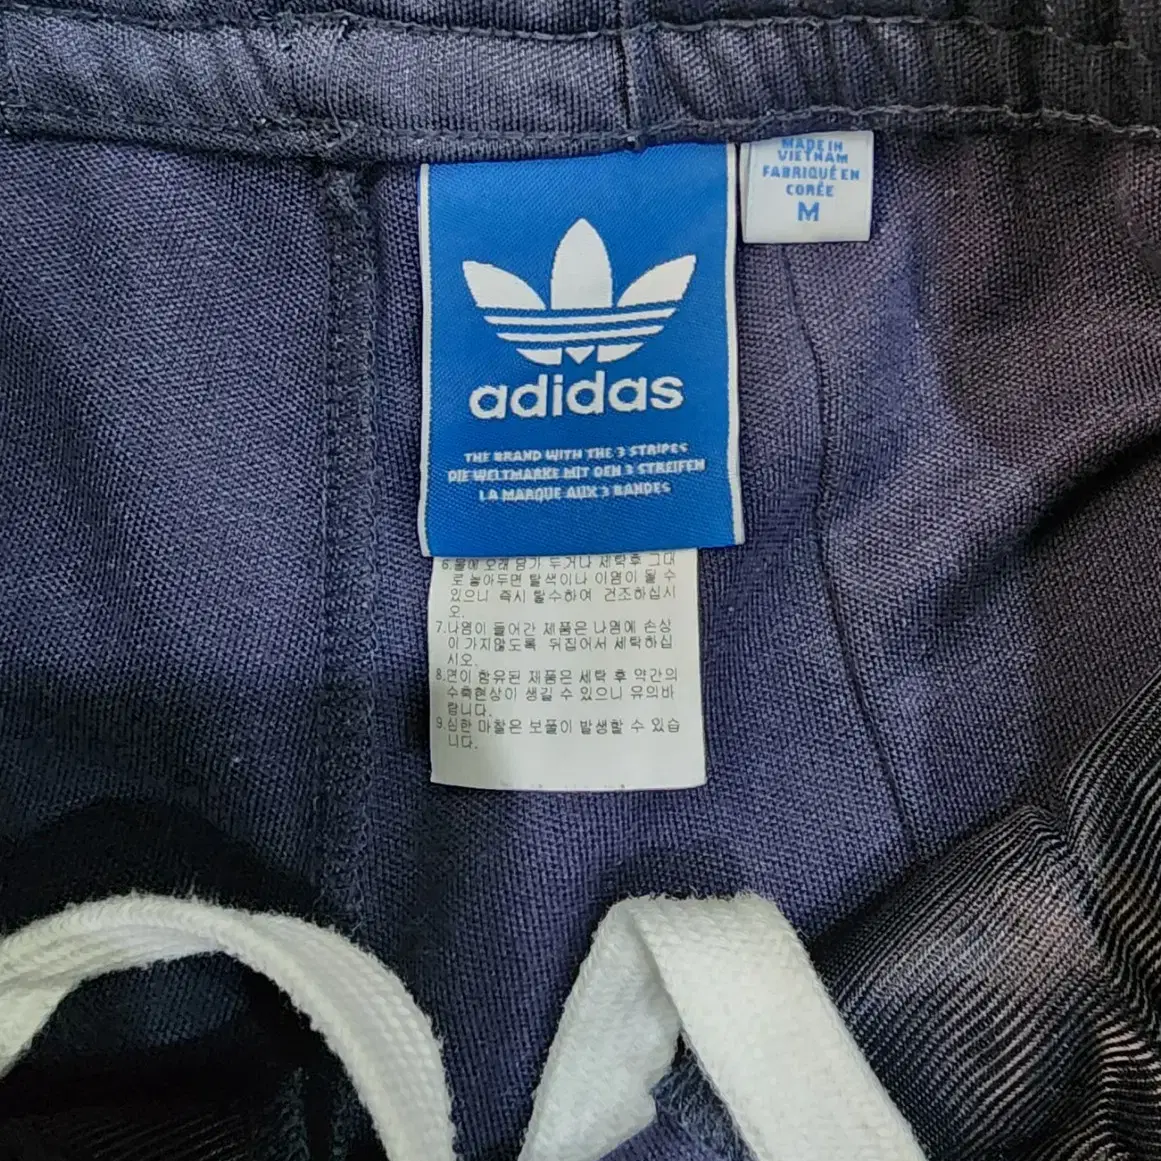 MADE IN
VIETNAM
FABRIQUÉ EN
CORÉE
M
adidas
THE BRAND WITH THE 3 STRIPES
DIE WELTMARKE MIT DEN 3 STREIFEN
LA MARQUE AUX 3 BANDES
6.물에 오래 담가 두거나 세탁후 그대
로 놓아두면 탈색이나 이염이 될 수
있으니 즉시 탈수하여 건조하십시
오.
7.나염이 들어간 제품은 나염에 손상
이 가지않도록 뒤집어서 세탁하십
시오.
8.면이 함유된 제품은 세탁 후 약간의
수축현상이 생길 수 있으니 유의바
랍니다.
9.심한 마찰은 보풀이 발생할 수 있습
니다.